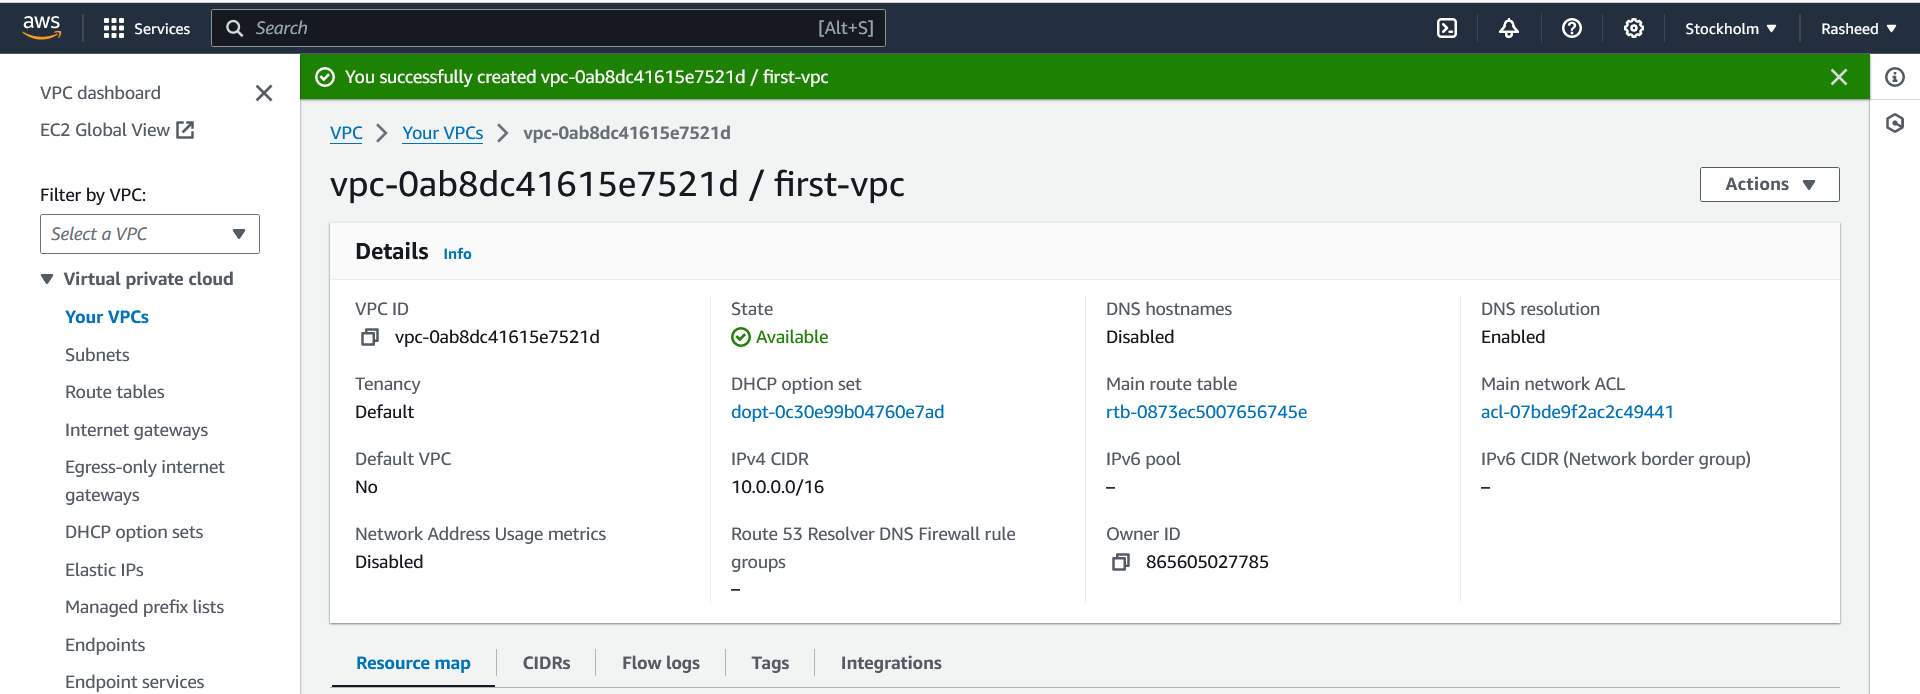 aws
Services
Search
[Alt+S]
Stockholm
Rasheed
VPC dashboard
EC2 Global View
Filter by VPC:
Select a VPC
Virtual private cloud
Your VPCs
Subnets
Route tables
Internet gateways
Egress-only internet
gateways
DHCP option sets
Elastic IPs
Managed prefix lists
Endpoints
Endpoint services
You successfully created vpc-0ab8dc41615e7521d / first-vpc
VPC
Your VPCs
vpc-0ab8dc41615e7521d
vpc-0ab8dc41615e7521d / first-vpc
Actions
Details Info
VPC ID
vpc-0ab8dc41615e7521d
State
Available
DNS hostnames
Disabled
DNS resolution
Enabled
Tenancy
Default
DHCP option set
dopt-0c30e99b04760e7ad
Main route table
rtb-0873ec5007656745e
Main network ACL
acl-07bde9f2ac2c49441
Default VPC
No
IPv4 CIDR
10.0.0.0/16
IPv6 pool
–
IPv6 CIDR (Network border group)
–
Network Address Usage metrics
Disabled
Route 53 Resolver DNS Firewall rule
groups
–
Owner ID
865605027785
Resource map
CIDRs
Flow logs
Tags
Integrations